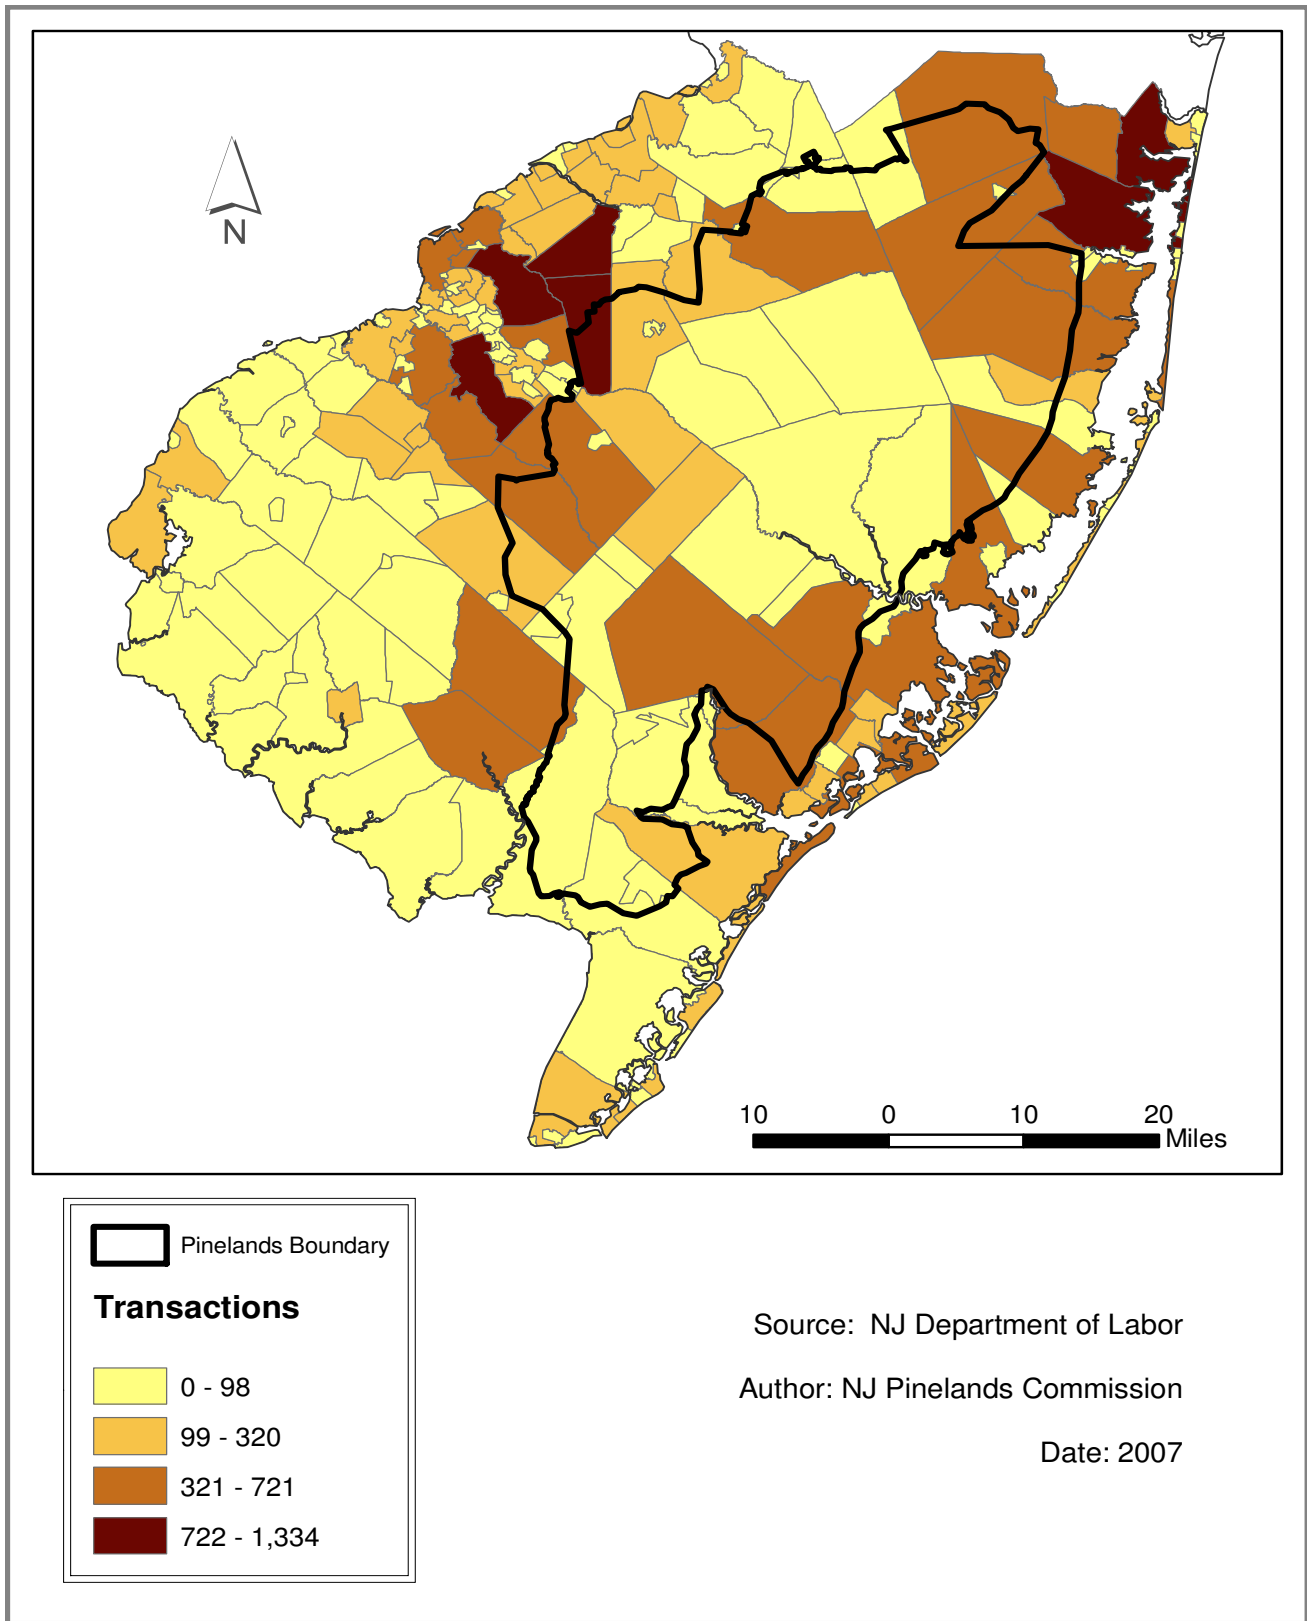 N
10 0 10 20
Miles
Pinelands Boundary
Transactions
0 - 98
99 - 320
321 - 721
722 - 1,334
Source: NJ Department of Labor
Author: NJ Pinelands Commission
Date: 2007